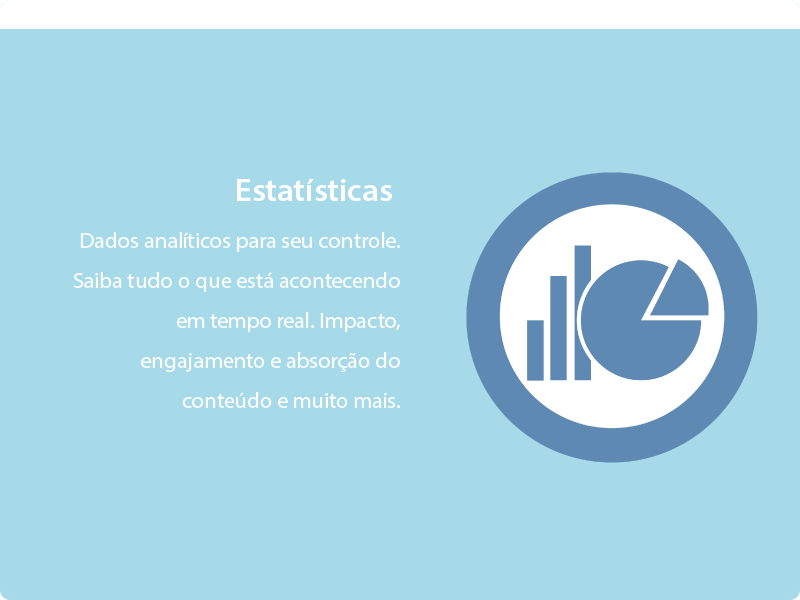 Estatísticas
Dados analíticos para seu controle.
Saiba tudo o que está acontecendo
em tempo real. Impacto,
engajamento e absorção do
conteúdo e muito mais.